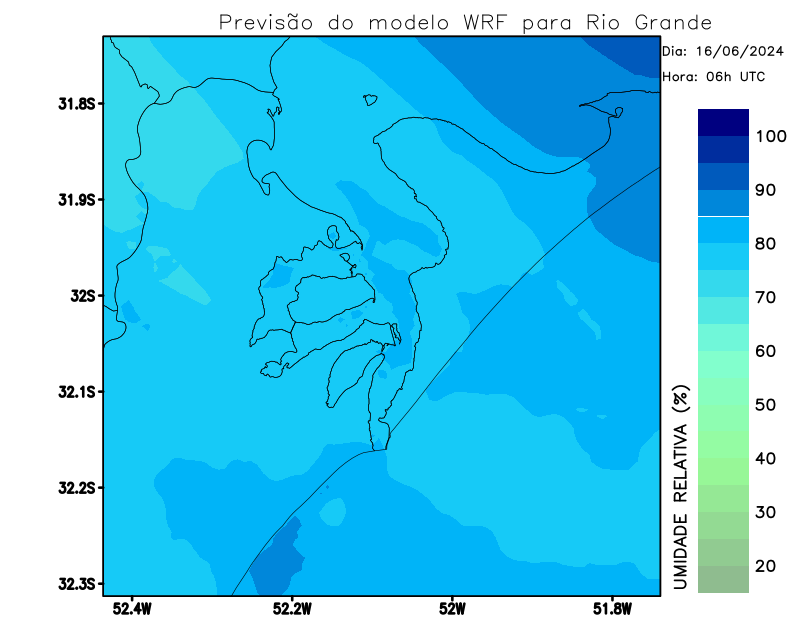 Previsão do modelo WRF para Rio Grande
Dia: 16/06/2024
Hora: 06h UTC
31.8S
31.9S
32S
32.1S
32.2S
32.3S
52.4W
52.2W
52W
51.8W
100
90
80
70
60
50
40
30
20
UMIDADE RELATIVA (%)